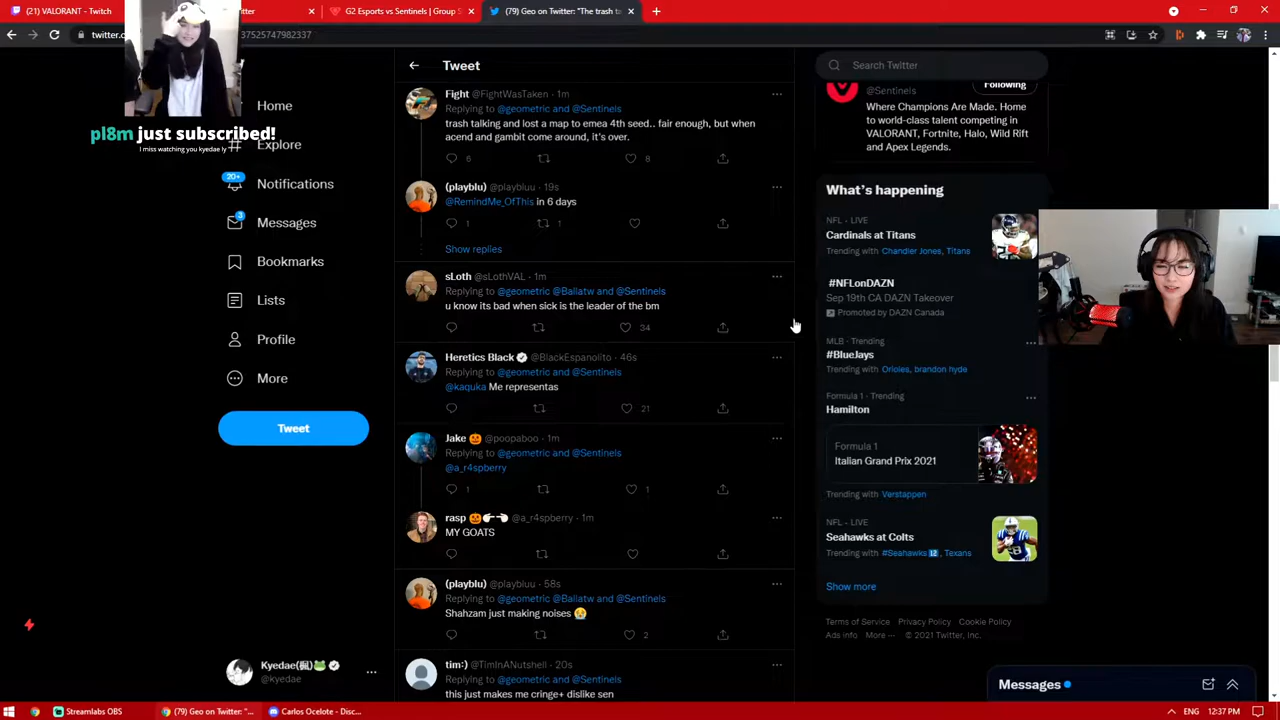 (21) VALORANT - Twitch
tter
G2 Esports vs Sentinels | Group S
(79) Geo on Twitter: "The trash ta
twitter.c
37525747982337
pl8m just subscribed!
I miss watching you kyedae ly
Home
Explore
20+
Notifications
3
Messages
Bookmarks
Lists
Profile
More
Tweet
Kyedae
@kyedae
Tweet
Fight @FightWasTaken · 1m
Replying to @geometric and @Sentinels
trash talking and lost a map to emea 4th seed.. fair enough, but when
acend and gambit come around, it's over.
6
8
(playblu) @playbluu · 19s
@RemindMe_OfThis in 6 days
1
1
Show replies
sLoth @sLothVAL · 1m
Replying to @geometric @Baliatw and @Sentinels
u know its bad when sick is the leader of the bm
34
Heretics Black @BlackEspanolito · 46s
Replying to @geometric and @Sentinels
@kaquka Me representas
21
Jake @poopaboo · 1m
Replying to @geometric and @Sentinels
@a_r4spberry
1
1
rasp @a_r4spberry · 1m
MY GOATS
(playblu) @playbluu · 58s
Replying to @geometric @Baliatw and @Sentinels
Shahzam just making noises
2
tim:) @TimInANutshell · 20s
Replying to @geometric and @Sentinels
this just makes me cringe+ dislike sen
Search Twitter
@Sentinels
Following
Where Champions Are Made. Home
to world-class talent competing in
VALORANT, Fortnite, Halo, Wild Rift
and Apex Legends.
What's happening
NFL · LIVE
Cardinals at Titans
Trending with Chandler Jones, Titans
#NFLonDAZN
Sep 19th CA DAZN Takeover
Promoted by DAZN Canada
MLB · Trending
#BlueJays
Trending with Orioles, brandon hyde
Formula 1 · Trending
Hamilton
Formula 1
Italian Grand Prix 2021
Trending with Verstappen
NFL · LIVE
Seahawks at Colts
Trending with #Seahawks 12, Texans
Show more
Terms of Service Privacy Policy Cookie Policy
Ads info More ··· © 2021 Twitter, Inc.
Messages
Streamlabs OBS
(79) Geo on Twitter: "...
Carlos Ocelote - Disc...
ENG
12:37 PM